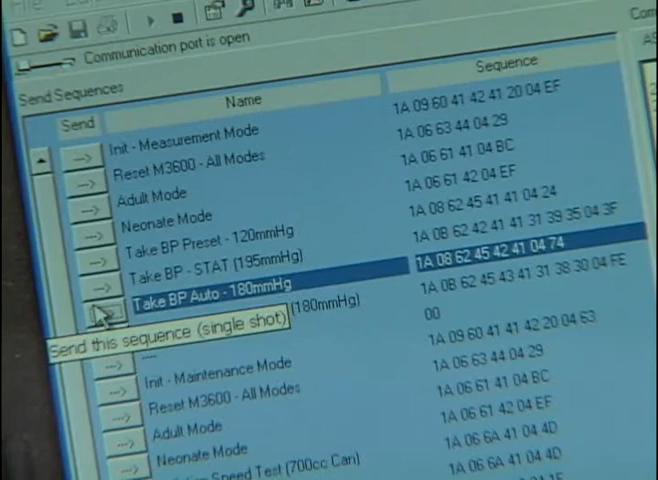 Communication port is open
Send Sequences
Send Name Sequence
Init - Measurement Mode 1A 09 60 41 42 41 20 04 EF
Reset M3600 - All Modes 1A 06 63 44 04 29
Adult Mode 1A 06 61 41 04 BC
Neonate Mode 1A 06 61 42 04 EF
Take BP Preset - 120mmHg 1A 08 62 45 41 41 04 24
Take BP - STAT (195mmHg) 1A 0B 62 42 41 41 31 39 35 04 3F
Take BP Auto - 180mmHg 1A 08 62 45 42 41 04 74
(180mmHg) 1A 0B 62 45 43 41 31 38 30 04 FE
Send this sequence (single shot)
---- 00
Init - Maintenance Mode 1A 09 60 41 41 42 20 04 63
Reset M3600 - All Modes 1A 06 63 44 04 29
Adult Mode 1A 06 61 41 04 BC
Neonate Mode 1A 06 61 42 04 EF
Speed Test (700cc Can) 1A 06 6A 41 04 4D
1A 06 6A 41 04 4D